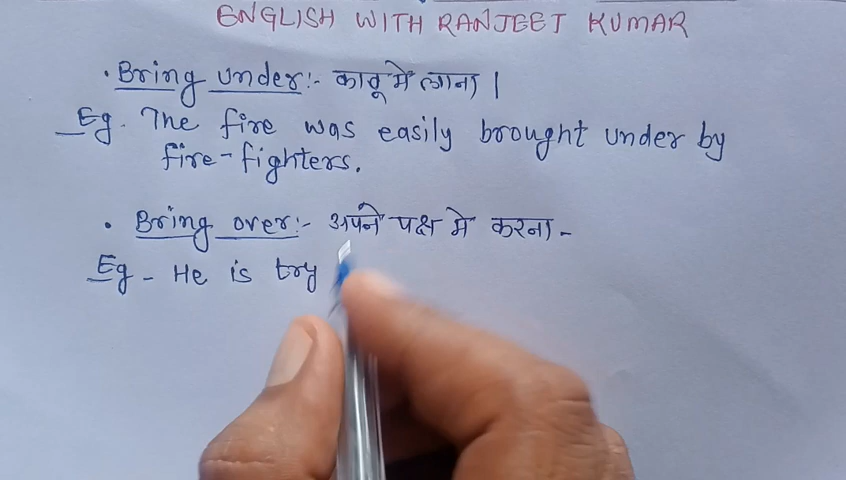 ENGLISH WITH RANJEET KUMAR
· Bring under:- काबू मे लाना।
Eg. The fire was easily brought under by
fire-fighters.
· Bring over:- अपने पक्ष मे करना -
Eg - He is try